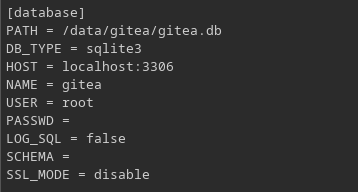 [database]
PATH = /data/gitea/gitea.db
DB_TYPE = sqlite3
HOST = localhost:3306
NAME = gitea
USER = root
PASSWD =
LOG_SQL = false
SCHEMA =
SSL_MODE = disable